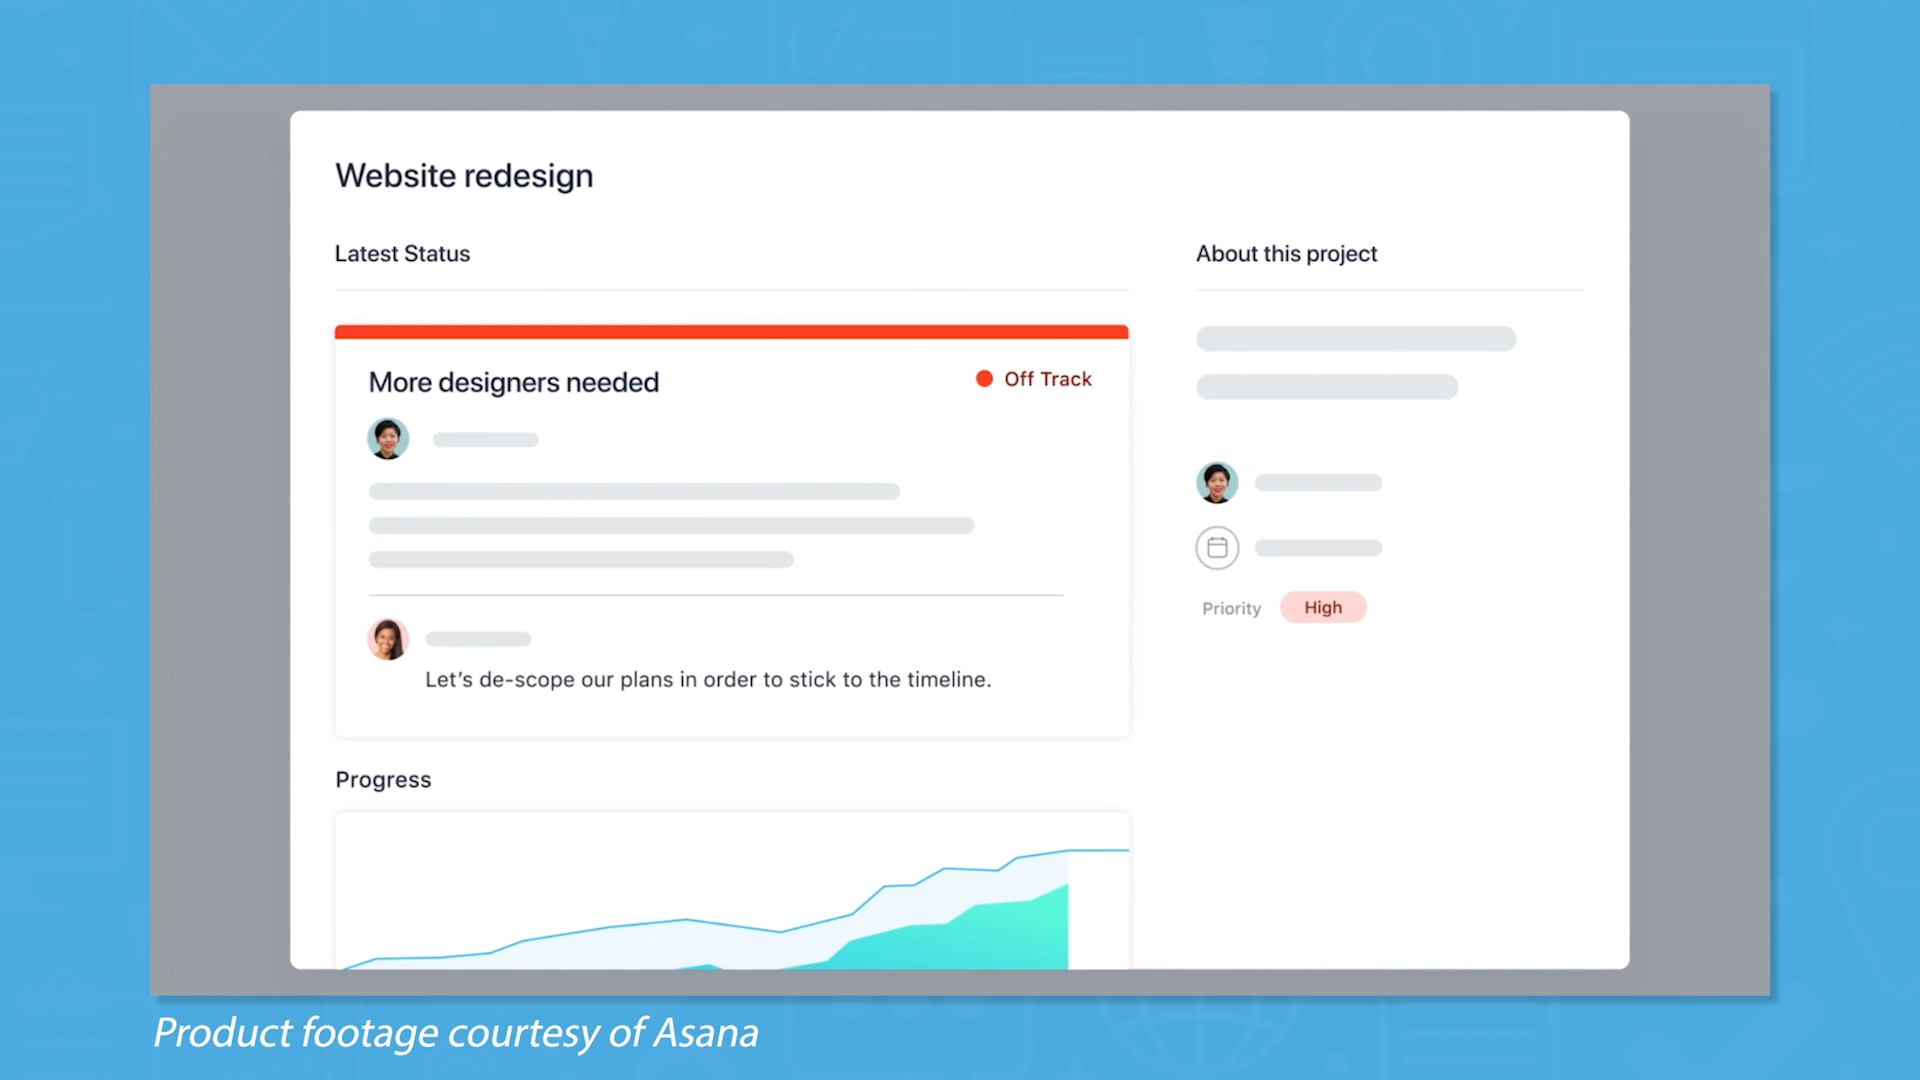 Website redesign
Latest Status
About this project
More designers needed
Off Track
Priority
High
Let’s de-scope our plans in order to stick to the timeline.
Progress
Product footage courtesy of Asana